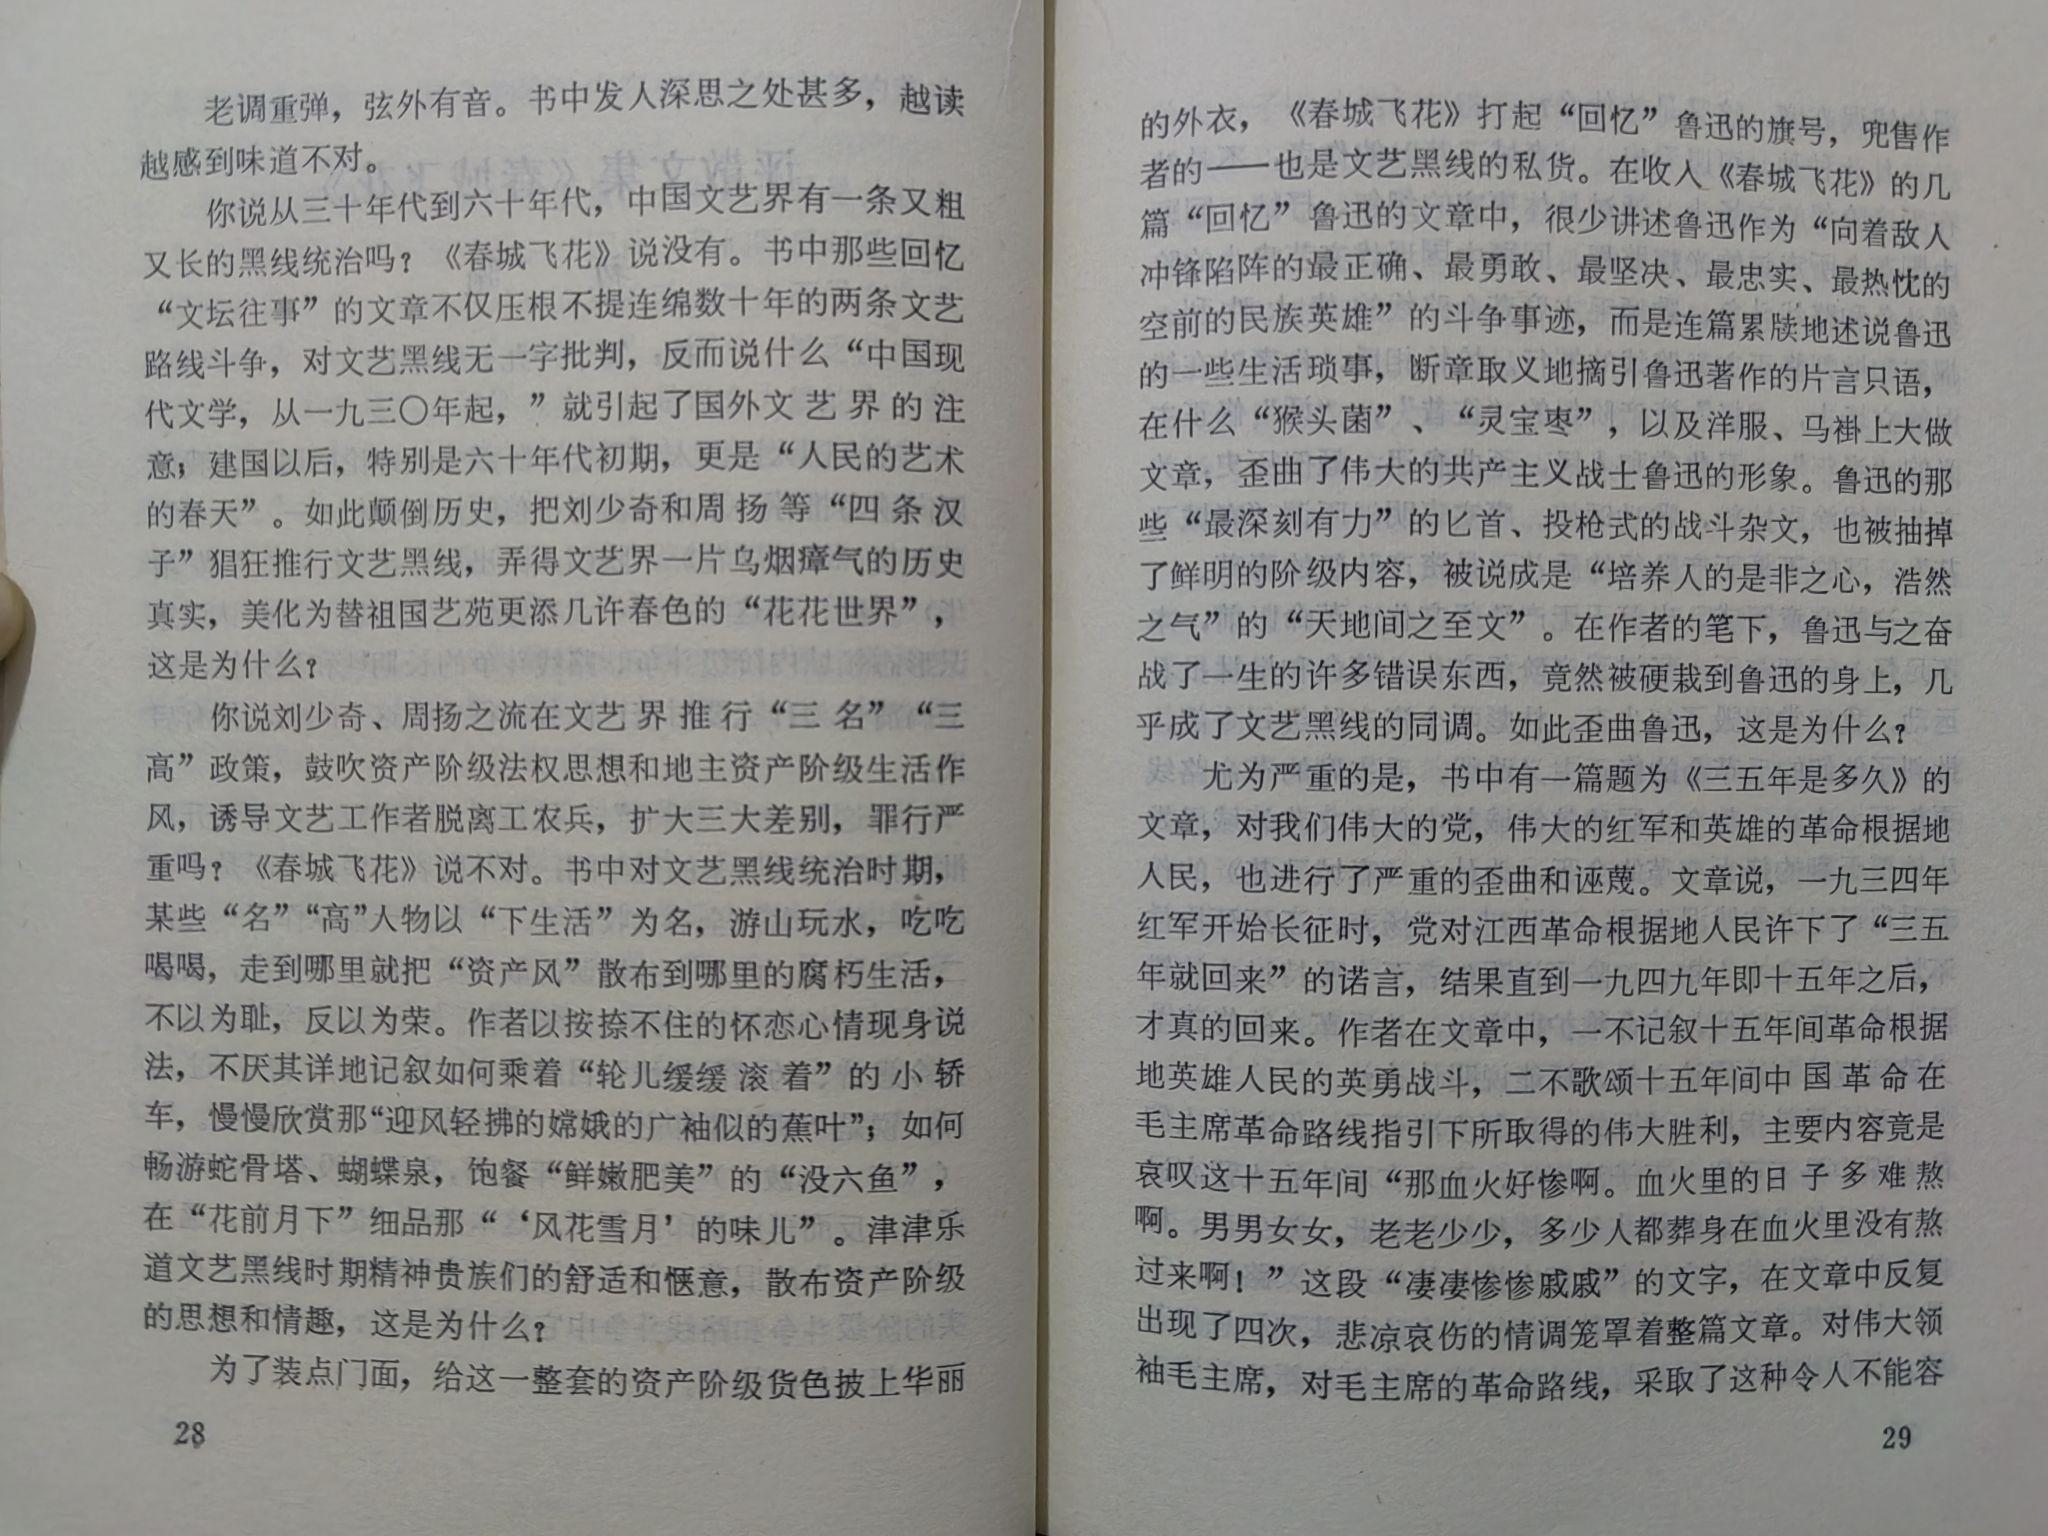 老调重弹，弦外有音。书中发人深思之处甚多，越读
越感到味道不对。
你说从三十年代到六十年代，中国文艺界有一条又粗
又长的黑线统治吗？《春城飞花》说没有。书中那些回忆
“文坛往事”的文章不仅压根不提连绵数十年的两条文艺
路线斗争，对文艺黑线无一字批判，反而说什么“中国现
代文学，从一九三〇年起，”就引起了国外文艺界的注
意；建国以后，特别是六十年代初期，更是“人民的艺术
的春天”。如此颠倒历史，把刘少奇和周扬等“四条汉
子”猖狂推行文艺黑线，弄得文艺界一片乌烟瘴气的历史
真实，美化为替祖国艺苑更添几许春色的“花花世界”，
这是为什么？
你说刘少奇、周扬之流在文艺界推行“三名”“三
高”政策，鼓吹资产阶级法权思想和地主资产阶级生活作
风，诱导文艺工作者脱离工农兵，扩大三大差别，罪行严
重吗？《春城飞花》说不对。书中对文艺黑线统治时期，
某些“名”“高”人物以“下生活”为名，游山玩水，吃吃
喝喝，走到哪里就把“资产风”散布到哪里的腐朽生活，
不以为耻，反以为荣。作者以按捺不住的怀恋心情现身说
法，不厌其详地记叙如何乘着“轮儿缓缓滚着”的小轿
车，慢慢欣赏那“迎风轻拂的嫦娥的广袖似的蕉叶”；如何
畅游蛇骨塔、蝴蝶泉，饱餐“鲜嫩肥美”的“没六鱼”，
在“花前月下”细品那“‘风花雪月’的味儿”。津津乐
道文艺黑线时期精神贵族们的舒适和惬意，散布资产阶级
的思想和情趣，这是为什么？
为了装点门面，给这一整套的资产阶级货色披上华丽
28
的外衣，《春城飞花》打起“回忆”鲁迅的旗号，兜售作
者的——也是文艺黑线的私货。在收入《春城飞花》的几
篇“回忆”鲁迅的文章中，很少讲述鲁迅作为“向着敌人
冲锋陷阵的最正确、最勇敢、最坚决、最忠实、最热忱的
空前的民族英雄”的斗争事迹，而是连篇累牍地述说鲁迅
的一些生活琐事，断章取义地摘引鲁迅著作的片言只语，
在什么“猴头菌”、“灵宝枣”，以及洋服、马褂上大做
文章，歪曲了伟大的共产主义战士鲁迅的形象。鲁迅的那
些“最深刻有力”的匕首、投枪式的战斗杂文，也被抽掉
了鲜明的阶级内容，被说成是“培养人的是非之心，浩然
之气”的“天地间之至文”。在作者的笔下，鲁迅与之奋
战了一生的许多错误东西，竟然被硬栽到鲁迅的身上，几
乎成了文艺黑线的同调。如此歪曲鲁迅，这是为什么？
尤为严重的是，书中有一篇题为《三五年是多久》的
文章，对我们伟大的党，伟大的红军和英雄的革命根据地
人民，也进行了严重的歪曲和诬蔑。文章说，一九三四年
红军开始长征时，党对江西革命根据地人民许下了“三五
年就回来”的诺言，结果直到一九四九年即十五年之后，
才真的回来。作者在文章中，一不记叙十五年间革命根据
地英雄人民的英勇战斗，二不歌颂十五年间中国革命在
毛主席革命路线指引下所取得的伟大胜利，主要内容竟是
哀叹这十五年间“那血火好惨啊。血火里的日子多难熬
啊。男男女女，老老少少，多少人都葬身在血火里没有熬
过来啊！”这段“凄凄惨惨戚戚”的文字，在文章中反复
出现了四次，悲凉哀伤的情调笼罩着整篇文章。对伟大领
袖毛主席，对毛主席的革命路线，采取了这种令人不能容
29